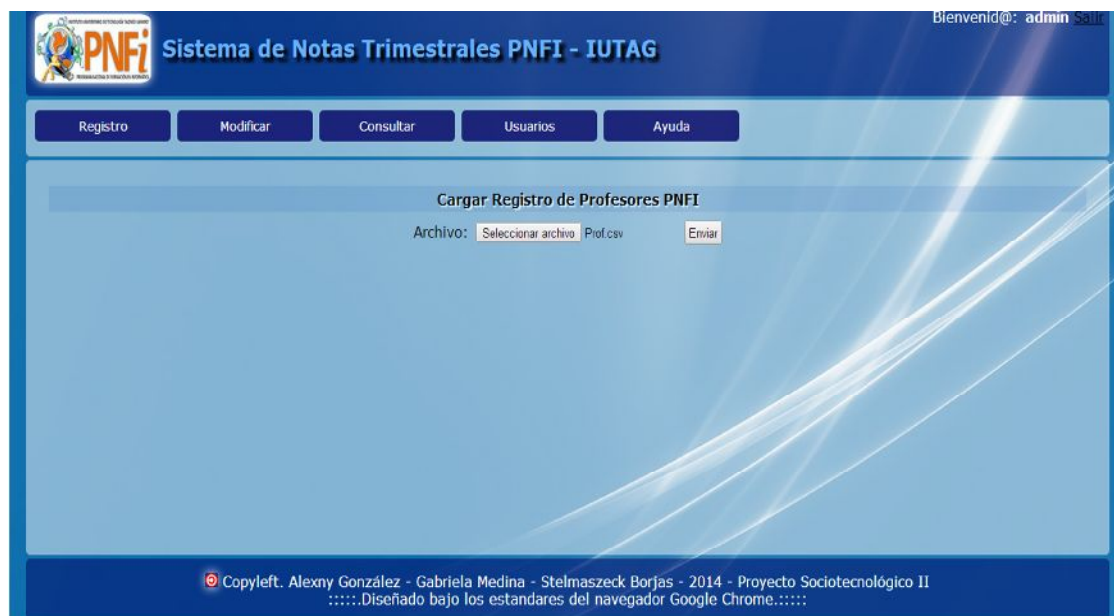 Bienvenid@: admin Salir
PNFi
Sistema de Notas Trimestrales PNFI - IUTAG
Registro Modificar Consultar Usuarios Ayuda
Cargar Registro de Profesores PNFI
Archivo: Seleccionar archivo Prof.csv Enviar
Copyleft. Alexny González - Gabriela Medina - Stelmaszeck Borjas - 2014 - Proyecto Sociotecnológico II
:::::.Diseñado bajo los estandares del navegador Google Chrome.:::::